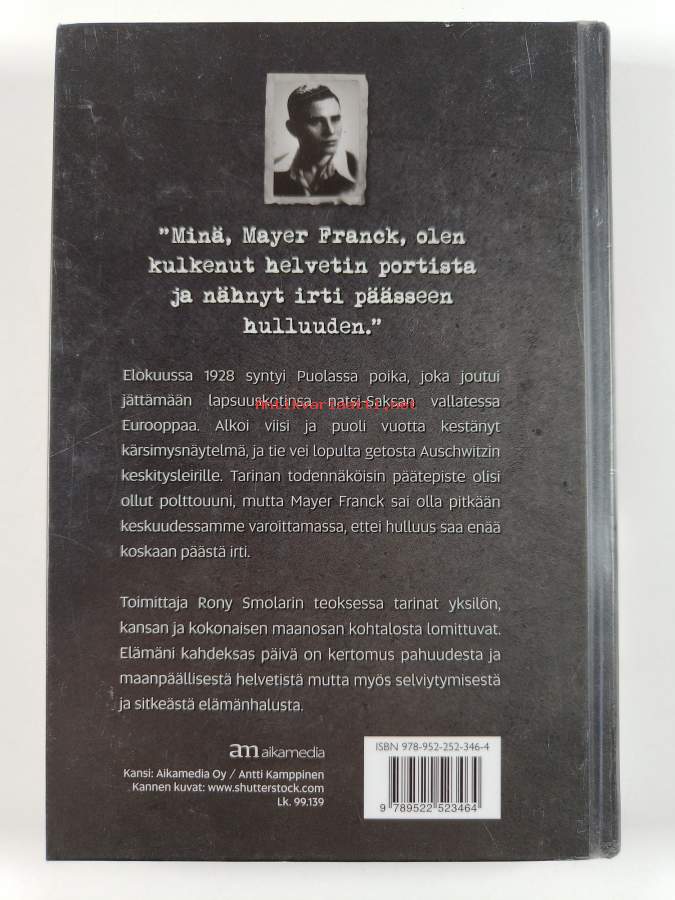 "Minä, Mayer Franck, olen
kulkenut helvetin portista
ja nähnyt irti päässeen
hulluuden."
Elokuussa 1928 syntyi Puolassa poika, joka joutui
jättämään lapsuuskotinsa natsi-Saksan vallatessa
Antikvariaatti.net
Eurooppaa. Alkoi viisi ja puoli vuotta kestänyt
kärsimysnäytelmä, ja tie vei lopulta getosta Auschwitzin
keskitysleirille. Tarinan todennäköisin päätepiste olisi
ollut polttouuni, mutta Mayer Franck sai olla pitkään
keskuudessamme varoittamassa, ettei hulluus saa enää
koskaan päästä irti.
Toimittaja Rony Smolarin teoksessa tarinat yksilön,
kansan ja kokonaisen maanosan kohtalosta lomittuvat.
Elämäni kahdeksas päivä on kertomus pahuudesta ja
maanpäällisestä helvetistä mutta myös selviytymisestä
ja sitkeästä elämänhalusta.
am aikamedia
Kansi: Aikamedia Oy / Antti Kamppinen
Kannen kuvat: www.shutterstock.com
Lk. 99.139
ISBN 978-952-252-346-4
9 789522 523464